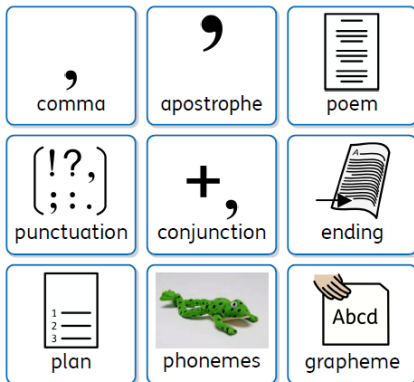 ,
,
comma
apostrophe
poem
(!?,
;:.)
+,
A
punctuation
conjunction
ending
1
2
3
Abcd
plan
phonemes
grapheme